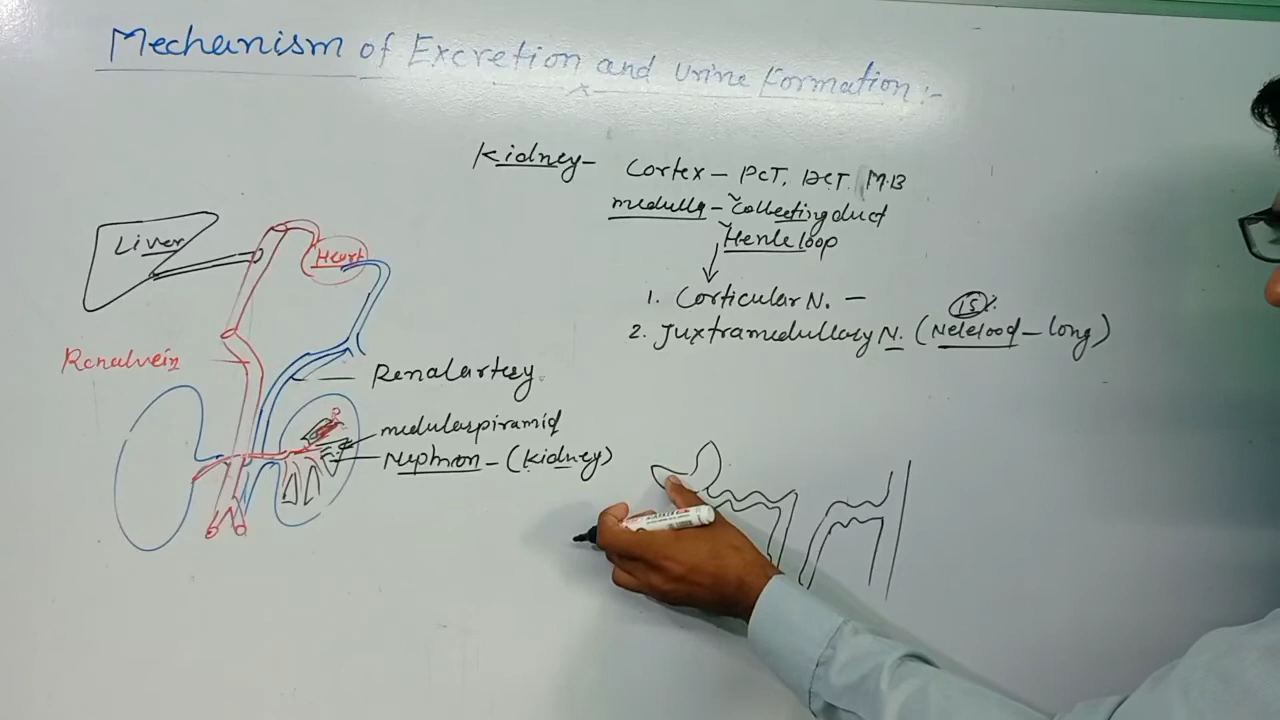 Mechanism of Excretion and Urine Formation:-
Kidney- Cortex - PCT, DCT, M.B
medulla - Collecting duct
Henle loop
1. Corticular N. -
15%
2. Juxtramedullary N. (Neleloop - long)
Liver
Heart
Renalvein
Renalartery.
medularpiramid
Nephron - (kidney)